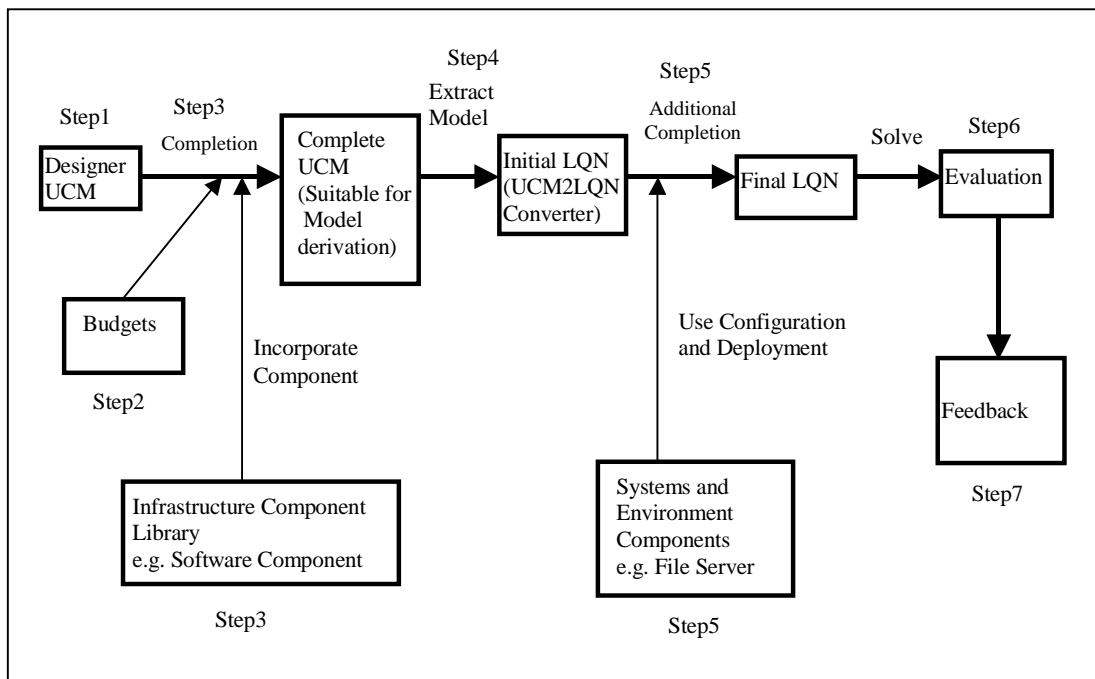 Step1
Designer
UCM
Step3
Completion
Complete
UCM
(Suitable for
Model
derivation)
Step4
Extract
Model
Initial LQN
(UCM2LQN
Converter)
Step5
Additional
Completion
Final LQN
Solve
Step6
Evaluation
Budgets
Step2
Incorporate
Component
Use Configuration
and Deployment
Feedback
Step7
Infrastructure Component
Library
e.g. Software Component
Step3
Systems and
Environment
Components
e.g. File Server
Step5